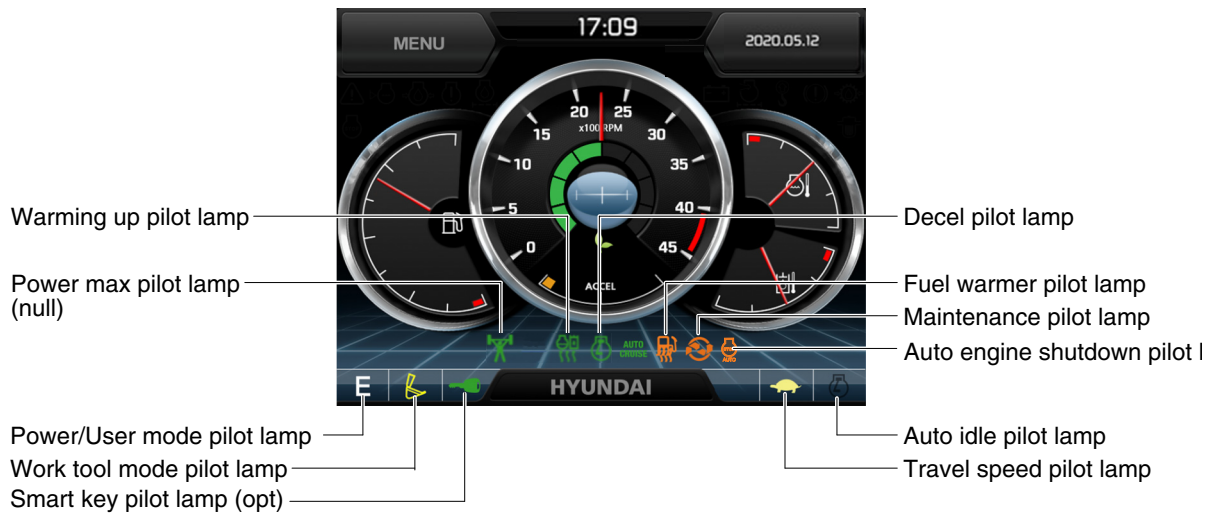 MENU
17:09
2020.05.12
20
25
x100 RPM
15
30
10
35
5
40
0
45
ACCEL
AUTO
CRUISE
AUTO
E
HYUNDAI
Warming up pilot lamp
Power max pilot lamp
(null)
Power/User mode pilot lamp
Work tool mode pilot lamp
Smart key pilot lamp (opt)
Decel pilot lamp
Fuel warmer pilot lamp
Maintenance pilot lamp
Auto engine shutdown pilot l
Auto idle pilot lamp
Travel speed pilot lamp